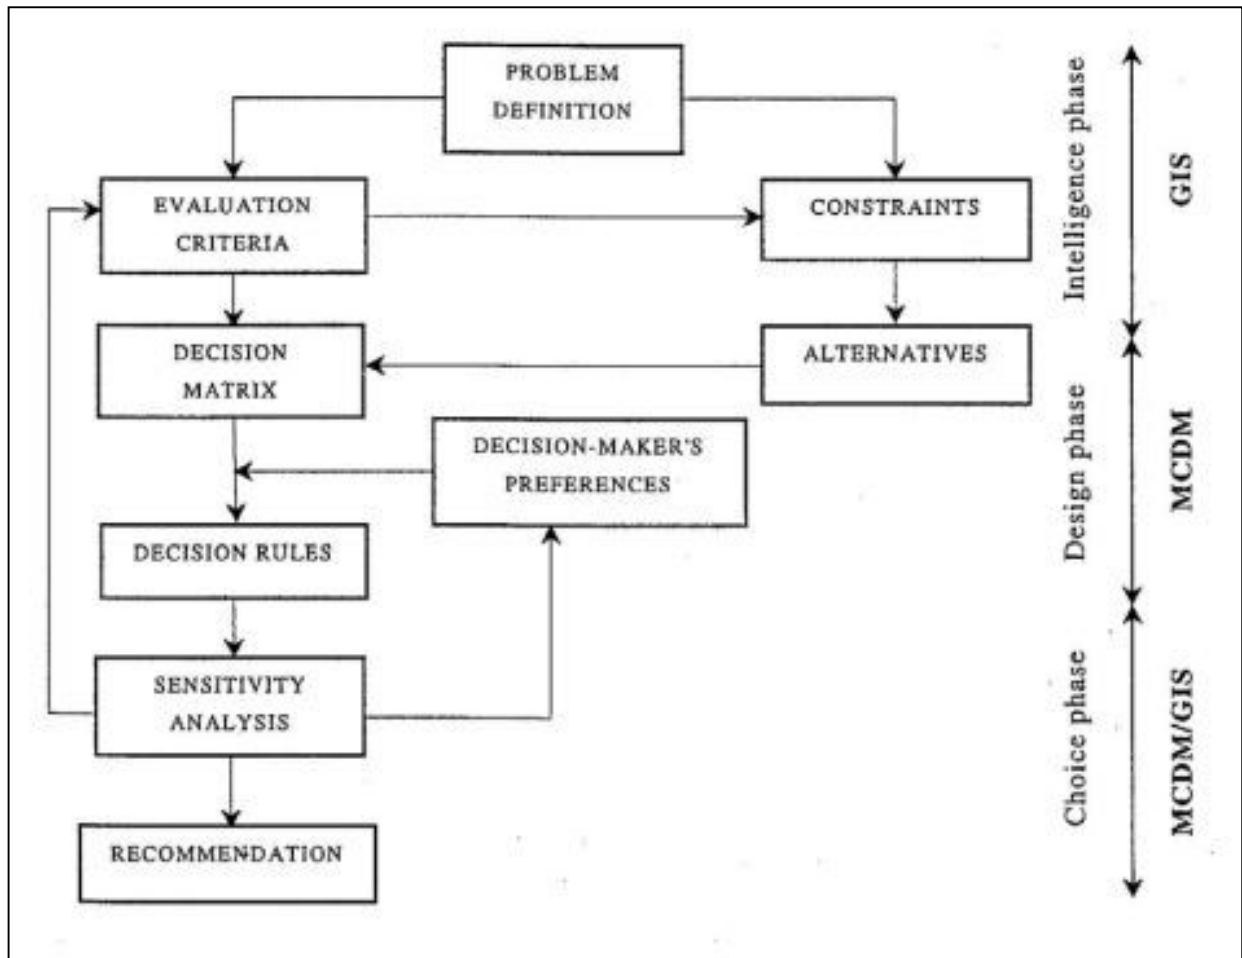 PROBLEM
DEFINITION
EVALUATION
CRITERIA
CONSTRAINTS
DECISION
MATRIX
ALTERNATIVES
DECISION-MAKER'S
PREFERENCES
DECISION RULES
SENSITIVITY
ANALYSIS
RECOMMENDATION
Intelligence phase
GIS
Design phase
MCDM
Choice phase
MCDM/GIS